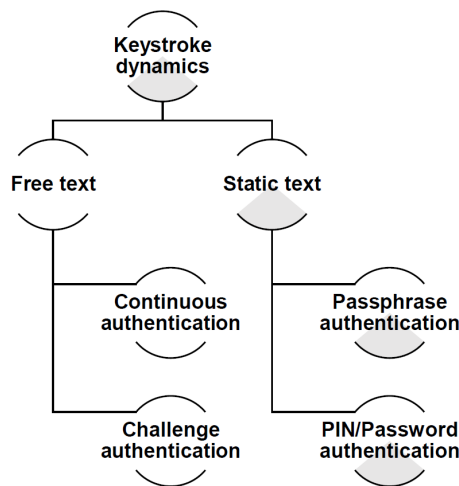 Keystroke
dynamics
Free text
Static text
Continuous
authentication
Passphrase
authentication
Challenge
authentication
PIN/Password
authentication